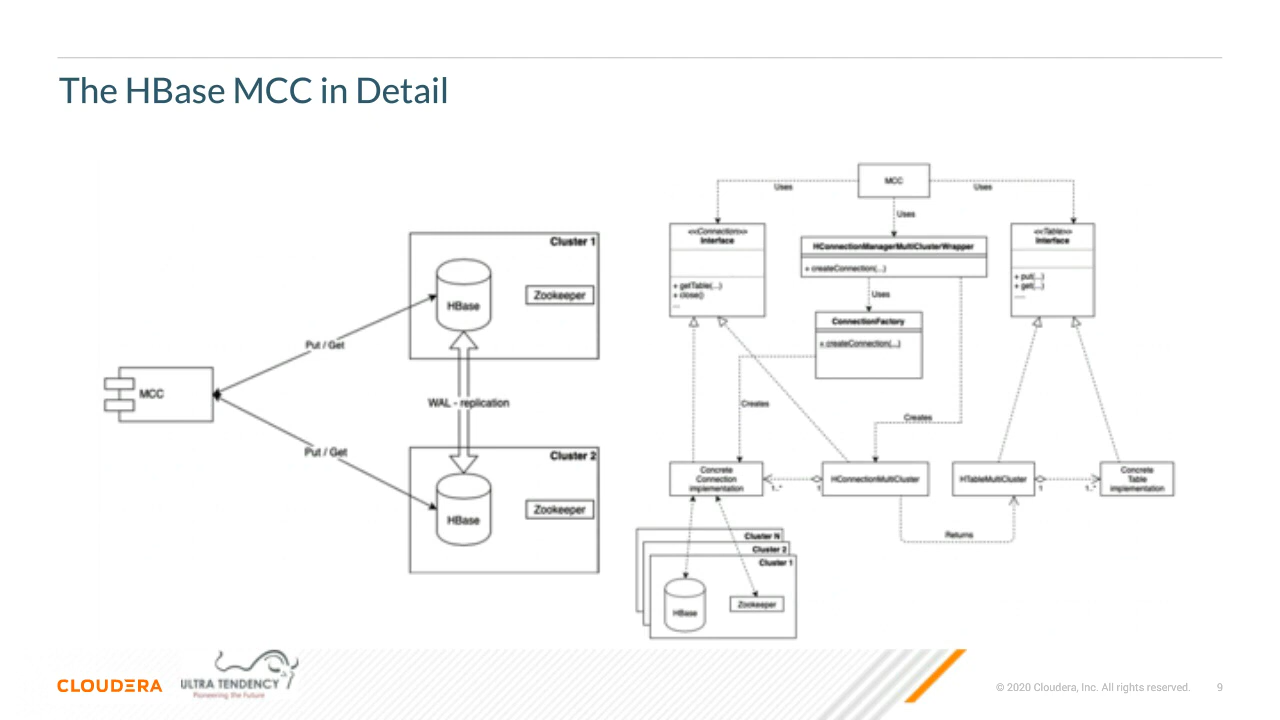 The HBase MCC in Detail
Cluster 1
HBase
Zookeeper
Put / Get
MCC
WAL - replication
Put / Get
Cluster 2
HBase
Zookeeper
MCC
Uses
Uses
Uses
<<Connection>>
Interface
+ getTable(...)
+ close()
...
HConnectionManagerMultiClusterWrapper
+ createConnection(...)
<<Table>>
Interface
+ put(...)
+ get(...)
.....
Uses
ConnectionFactory
+ createConnection(...)
Creates
Creates
Concrete
Connection
implementation
1..*
1
HConnectionMultiCluster
HTableMultiCluster
1
1..*
Concrete
Table
implementation
Returns
Cluster N
Cluster 2
Cluster 1
HBase
Zookeeper
CLOUDERA
ULTRA TENDENCY
Pioneering the Future
© 2020 Cloudera, Inc. All rights reserved.
9